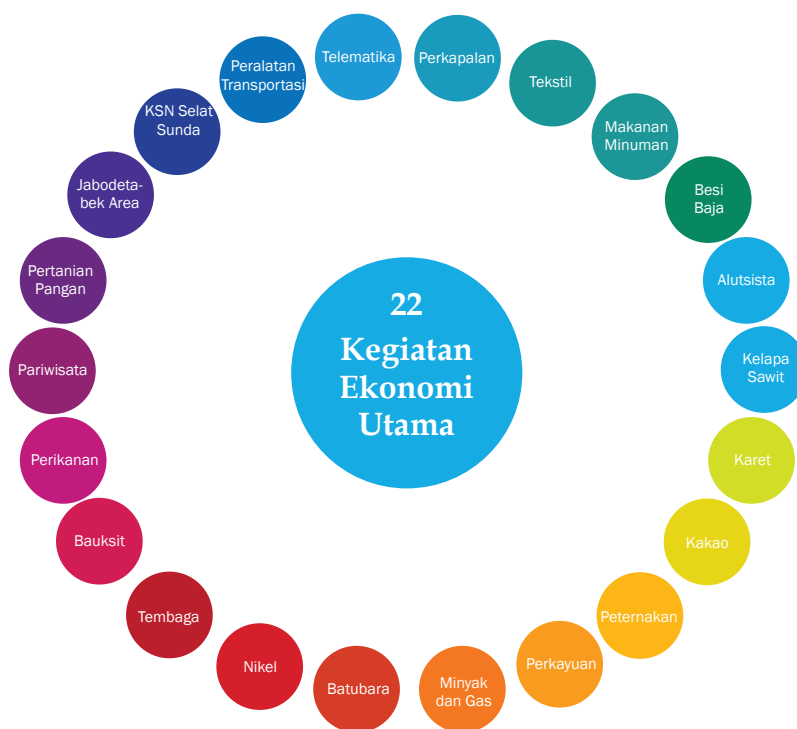 22
Kegiatan
Ekonomi
Utama
Telematika
Perkapalan
Tekstil
Makanan
Minuman
Besi
Baja
Alutsista
Kelapa
Sawit
Karet
Kakao
Peternakan
Perkayuan
Minyak
dan Gas
Batubara
Nikel
Tembaga
Bauksit
Perikanan
Pariwisata
Pertanian
Pangan
Jabodeta-
bek Area
KSN Selat
Sunda
Peralatan
Transportasi